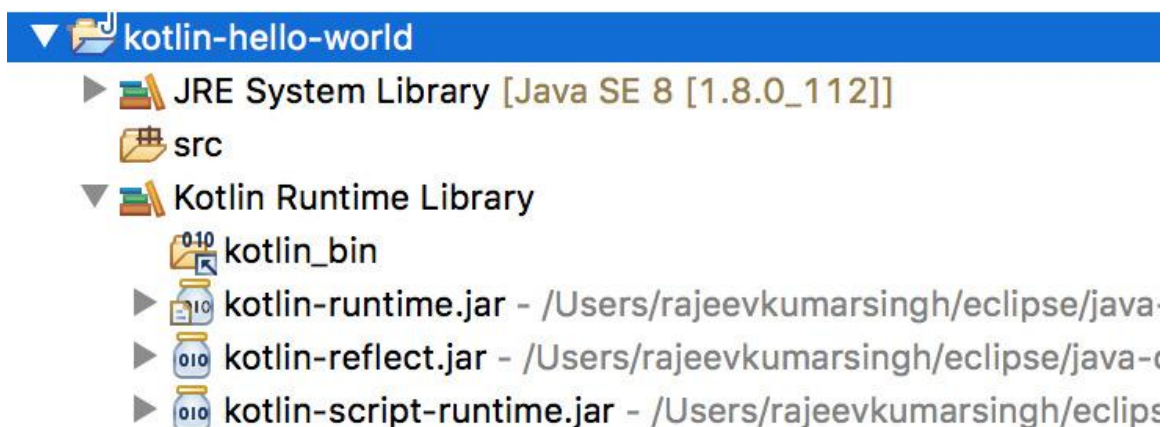 kotlin-hello-world
JRE System Library [Java SE 8 [1.8.0_112]]
src
Kotlin Runtime Library
kotlin_bin
kotlin-runtime.jar - /Users/rajeevkumarsingh/eclipse/java-
kotlin-reflect.jar - /Users/rajeevkumarsingh/eclipse/java-
kotlin-script-runtime.jar - /Users/rajeevkumarsingh/eclips